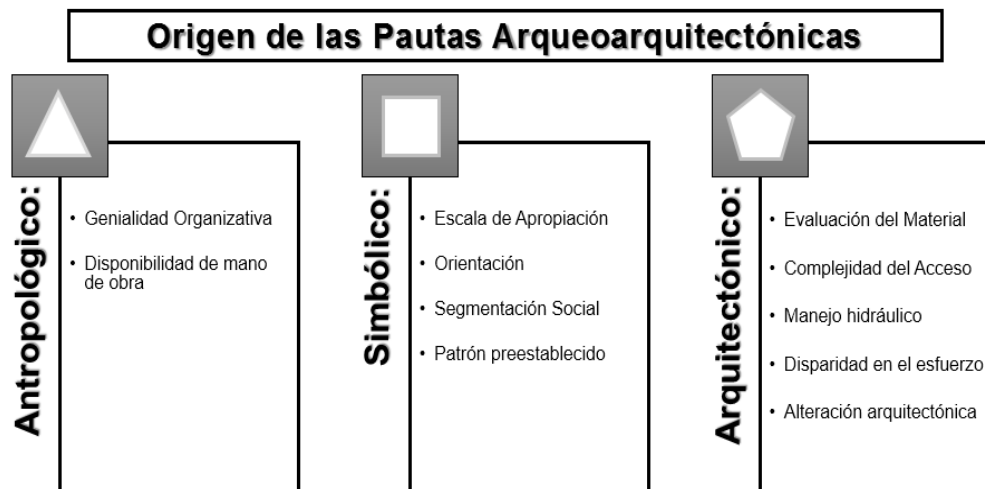 Origen de las Pautas Arqueoarquitectónicas
Antropológico:
• Genialidad Organizativa
• Disponibilidad de mano
de obra
Simbólico:
• Escala de Apropiación
• Orientación
• Segmentación Social
• Patrón preestablecido
Arquitectónico:
• Evaluación del Material
• Complejidad del Acceso
• Manejo hidráulico
• Disparidad en el esfuerzo
• Alteración arquitectónica